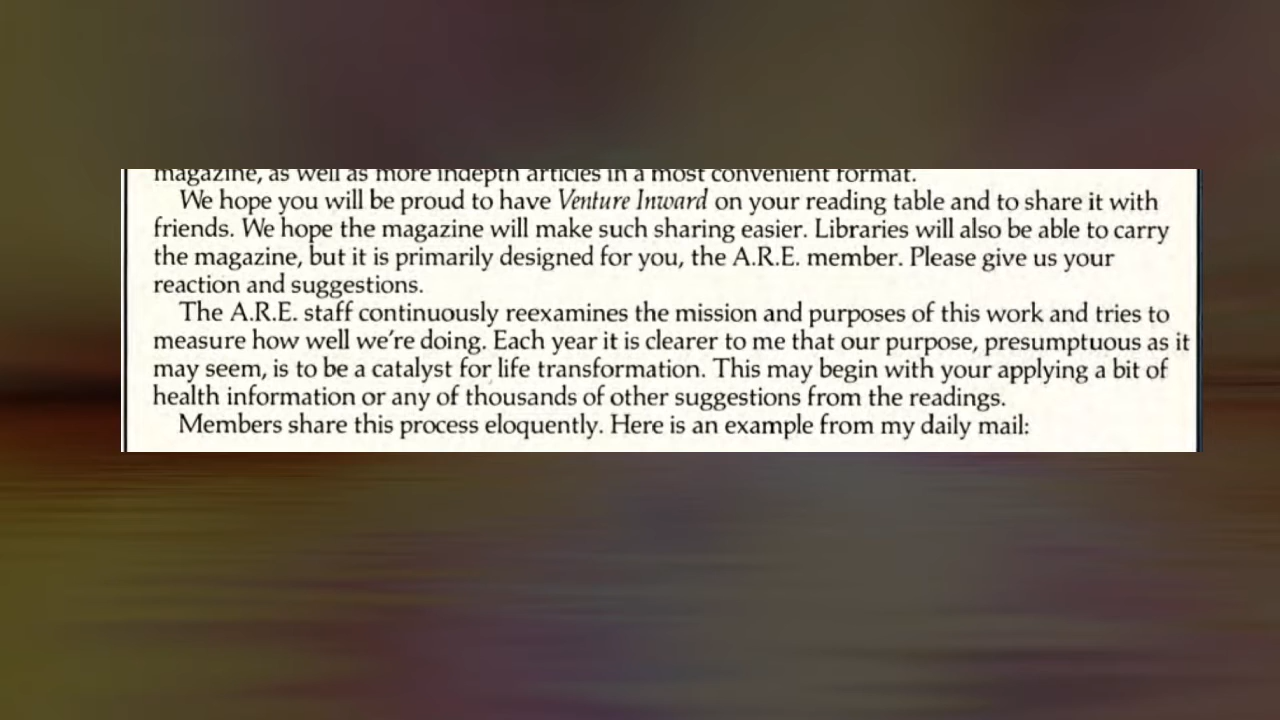 magazine, as well as more indepth articles in a most convenient format.
We hope you will be proud to have Venture Inward on your reading table and to share it with
friends. We hope the magazine will make such sharing easier. Libraries will also be able to carry
the magazine, but it is primarily designed for you, the A.R.E. member. Please give us your
reaction and suggestions.
The A.R.E. staff continuously reexamines the mission and purposes of this work and tries to
measure how well we're doing. Each year it is clearer to me that our purpose, presumptuous as it
may seem, is to be a catalyst for life transformation. This may begin with your applying a bit of
health information or any of thousands of other suggestions from the readings.
Members share this process eloquently. Here is an example from my daily mail: